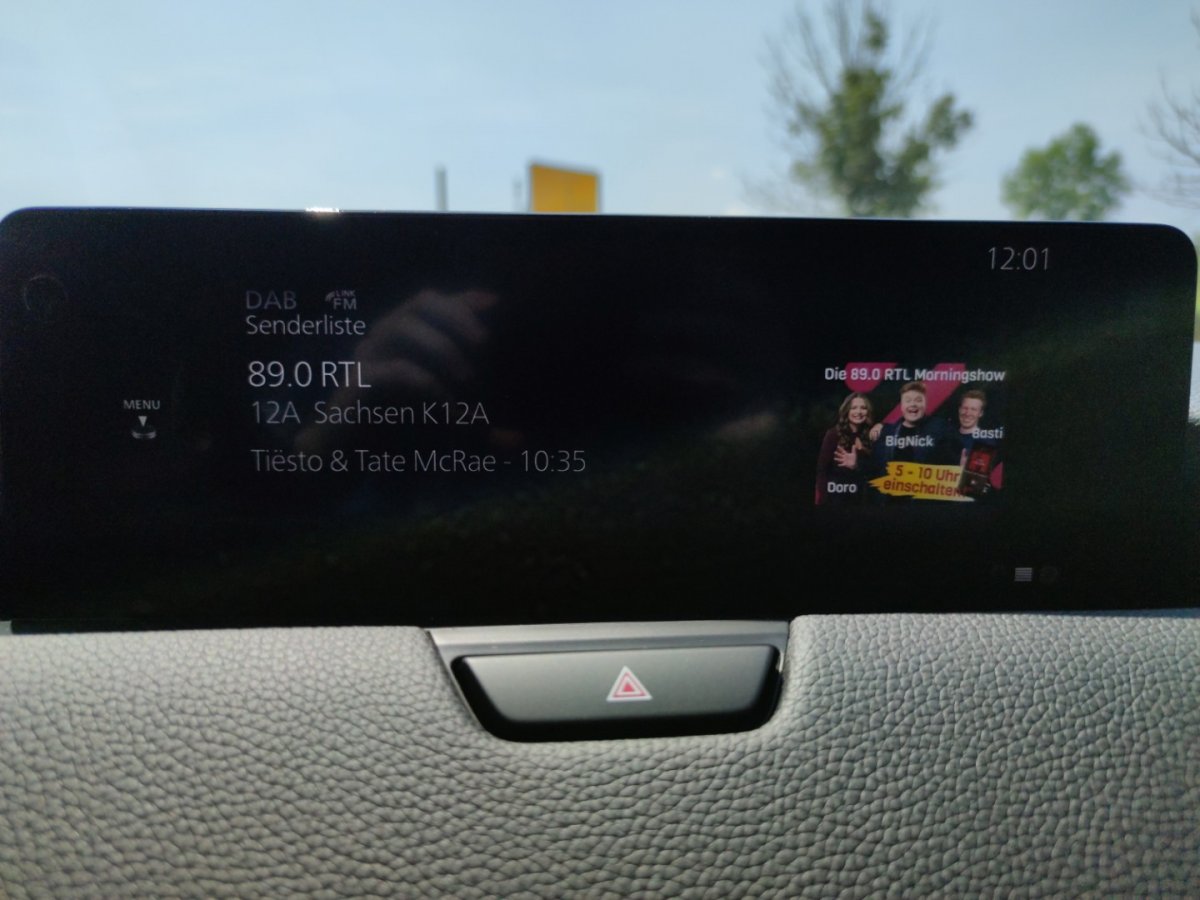 12:01
DAB LINK FM
Senderliste
89.0 RTL
12A Sachsen K12A
MENU
Tiësto & Tate McRae - 10:35
Die 89.0 RTL Morningshow
BigNick
Basti
Doro
5 - 10 Uhr
einschalten